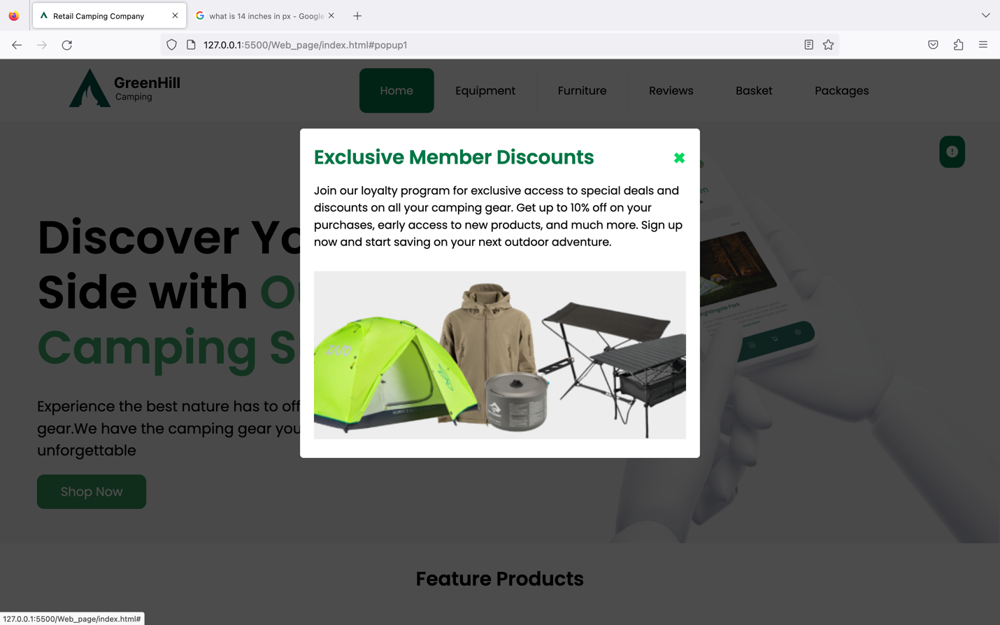 Retail Camping Company
what is 14 inches in px - Google
127.0.0.1:5500/Web_page/index.html#popup1
GreenHill
Camping
Home
Equipment
Furniture
Reviews
Basket
Packages
Exclusive Member Discounts
Join our loyalty program for exclusive access to special deals and
discounts on all your camping gear. Get up to 10% off on your
purchases, early access to new products, and much more. Sign up
now and start saving on your next outdoor adventure.
Discover Yo
Side with O
Camping S
Experience the best nature has to off
gear.We have the camping gear you
unforgettable
Shop Now
Nightingale Park
Feature Products
127.0.0.1:5500/Web_page/index.html#